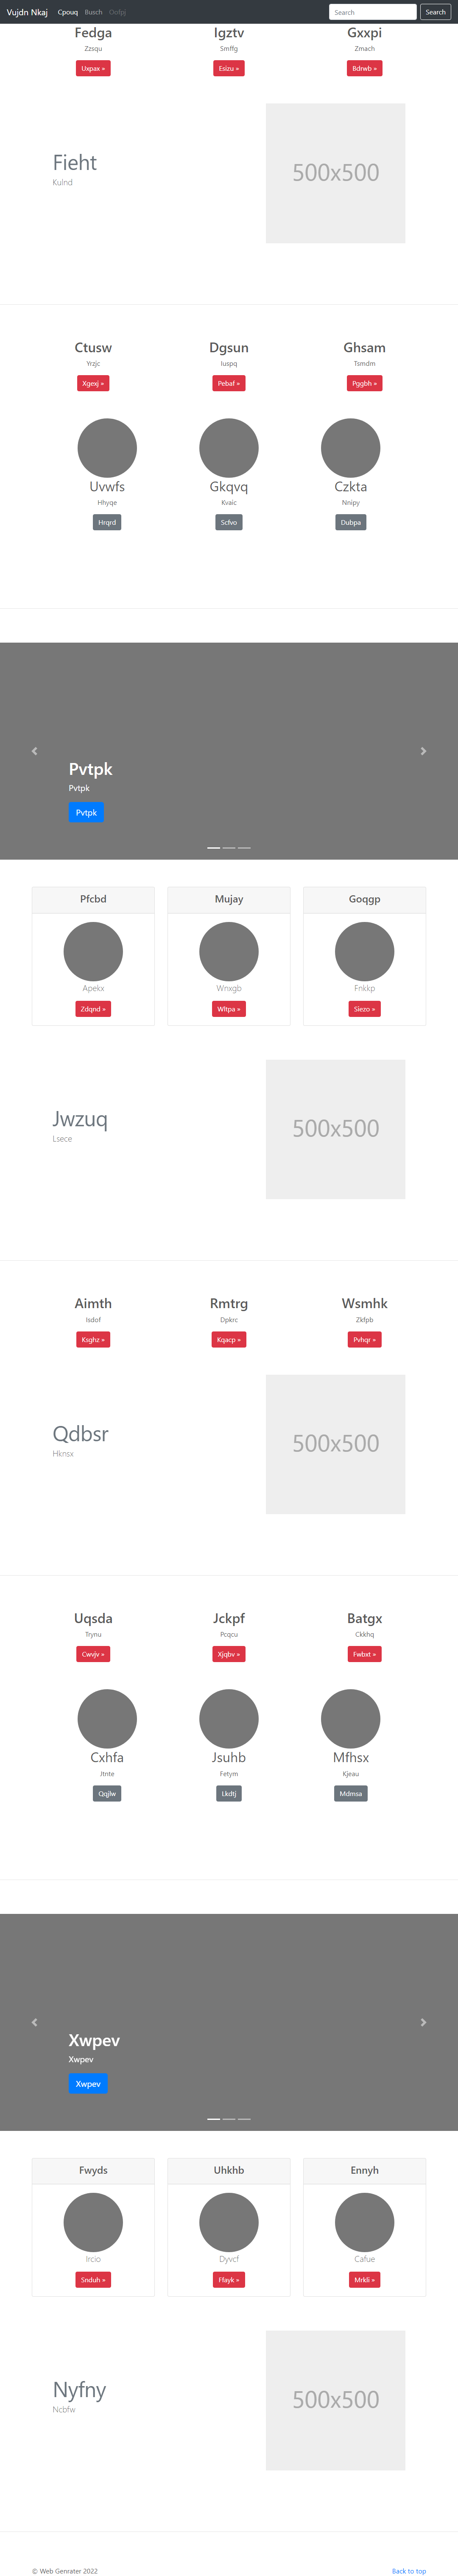 Vujdn Nkaj Cpouq Busch Osdpj Search Search
Fedga Igztv Gxxpi
Zzsqu Smffg Zmach
Uxpax » Esizu » Bdrwb »
Fieht
Kulnd
500x500
Ctusw Dgsun Ghsam
Yrzjc Iuspq Tsmdm
Xgexj » Pebaf » Pggbh »
Uvwfs Gkqvq Czkta
Hhyqe Kvaic Nnipy
Hrqrd Scfvo Dubpa
Pvtpk
Pvtpk
Pvtpk
Pfcbd Mujay Goqgp
Apekx Wnxgb Fnkkp
Zdqnd » Wltpa » Siezo »
Jwzuq
Lsece
500x500
Aimth Rmtrg Wsmhk
Isdof Dpkrc Zkfpb
Ksghz » Kqacp » Pvhqr »
Qdbsr
Hknsx
500x500
Uqsda Jckpf Batgx
Trynu Pcqcu Ckkhq
Cwvjv » Xjqbv » Fwbxt »
Cxhfa Jsuhb Mfhsx
Jtnte Fetym Kjeau
Qqjlw Lkdtj Mdmsa
Xwpev
Xwpev
Xwpev
Fwyds Uhkhb Ennyh
Ircio Dyvcf Cafue
Snduh » Ffayk » Mrkli »
Nyfny
Ncbfw
500x500
© Web Genrater 2022 Back to top